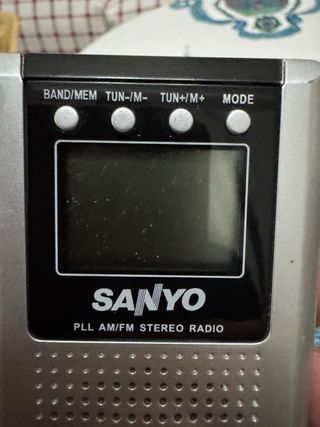 BAND/MEM TUN-/M- TUN+/M+ MODE
SANYO
PLL AM/FM STEREO RADIO